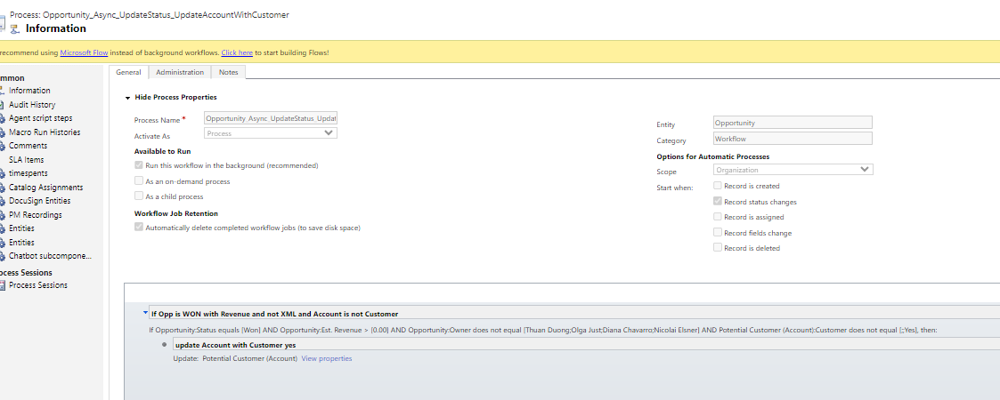 Process: Opportunity_Async_UpdateStatus_UpdateAccountWithCustomer
Information
recommend using Microsoft Flow instead of background workflows. Click here to start building Flows!
mmon
Information
Audit History
Agent script steps
Macro Run Histories
Comments
SLA Items
timespents
Catalog Assignments
DocuSign Entities
PM Recordings
Entities
Entities
Chatbot subcompone...
ocess Sessions
Process Sessions
General Administration Notes
Hide Process Properties
Process Name * Opportunity_Async_UpdateStatus_Updat
Activate As Process
Available to Run
Run this workflow in the background (recommended)
As an on-demand process
As a child process
Workflow Job Retention
Automatically delete completed workflow jobs (to save disk space)
Entity Opportunity
Category Workflow
Options for Automatic Processes
Scope Organization
Start when: Record is created
Record status changes
Record is assigned
Record fields change
Record is deleted
If Opp is WON with Revenue and not XML and Account is not Customer
If Opportunity:Status equals [Won] AND Opportunity:Est. Revenue > [0.00] AND Opportunity:Owner does not equal [Thuan Duong;Olga Just;Diana Chavarro;Nicolai Elsner] AND Potential Customer (Account):Customer does not equal [;;Yes], then:
update Account with Customer yes
Update: Potential Customer (Account) View properties